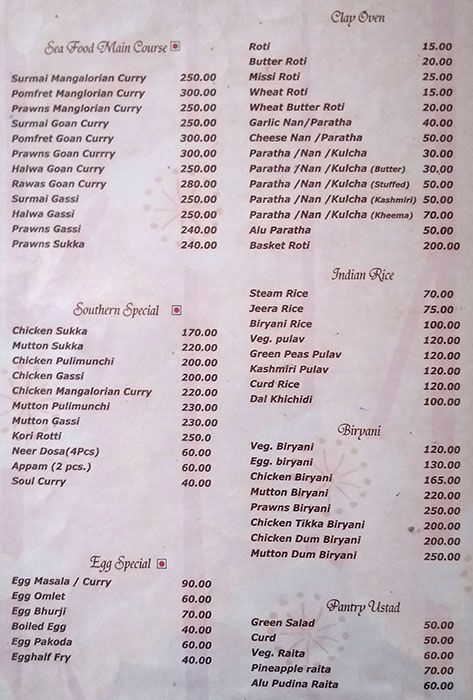 Sea Food Main Course
Surmai Mangalorian Curry 250.00
Pomfret Manglorian Curry 300.00
Prawns Manglorian Curry 250.00
Surmai Goan Curry 250.00
Pomfret Goan Curry 300.00
Prawns Goan Currry 300,00
Halwa Goan Curry 250.00
Rawas Goan Curry 280.00
Surmai Gassi 250.00
Halwa Gassi 250.00
Prawns Gassi 240.00
Prawns Sukka 240.00
Southern Special
Chicken Sukka 170.00
Mutton Sukka 220.00
Chicken Pulimunchi 200.00
Chicken Gassi 200.00
Chicken Mangalorian Curry 220.00
Mutton Pulimunchi 230.00
Mutton Gassi 230.00
Kori Rotti 250.0
Neer Dosa(4Pcs) 60.00
Appam (2 pcs.) 60.00
Soul Curry 40.00
Egg Special
Egg Masala / Curry 90.00
Egg Omlet 60.00
Egg Bhurji 70.00
Boiled Egg 40.00
Egg Pakoda 60.00
Egghalf Fry 40.00
Clay Oven
Roti 15.00
Butter Roti 20.00
Missi Roti 25.00
Wheat Roti 15.00
Wheat Butter Roti 20.00
Garlic Nan/Paratha 40.00
Cheese Nan /Paratha 50.00
Paratha /Nan /Kulcha 30.00
Paratha /Nan /Kulcha (Butter) 30,00
Paratha /Nan /Kulcha (Stuffed) 50.00
Paratha /Nan /Kulcha (Kashmiri) 50.00
Paratha /Nan /Kulcha (Kheema) 70.00
Alu Paratha 50.00
Basket Roti 200.00
Indian Rice
Steam Rice 70.00
Jeera Rice 75.00
Biryani Rice 100.00
Veg. pulav 120.00
Green Peas Pulav 120.00
Kashmiri Pulav 120.00
Curd Rice 120.00
Dal Khichidi 100.00
Biryani
Veg. BIryani 120.00
Egg. biryani 130.00
Chicken Biryani 165.00
Mutton Biryani 220.00
Prawns Biryani 250.00
Chicken Tikka Biryani 200.00
Chicken Dum Biryani 200.00
Mutton Dum Biryani 250.00
Pantry Ustad
Green Salad 50.00
Curd 50.00
Veg. Raita 60.00
Pineapple raita 70.00
Alu Pudina Raita 60.00